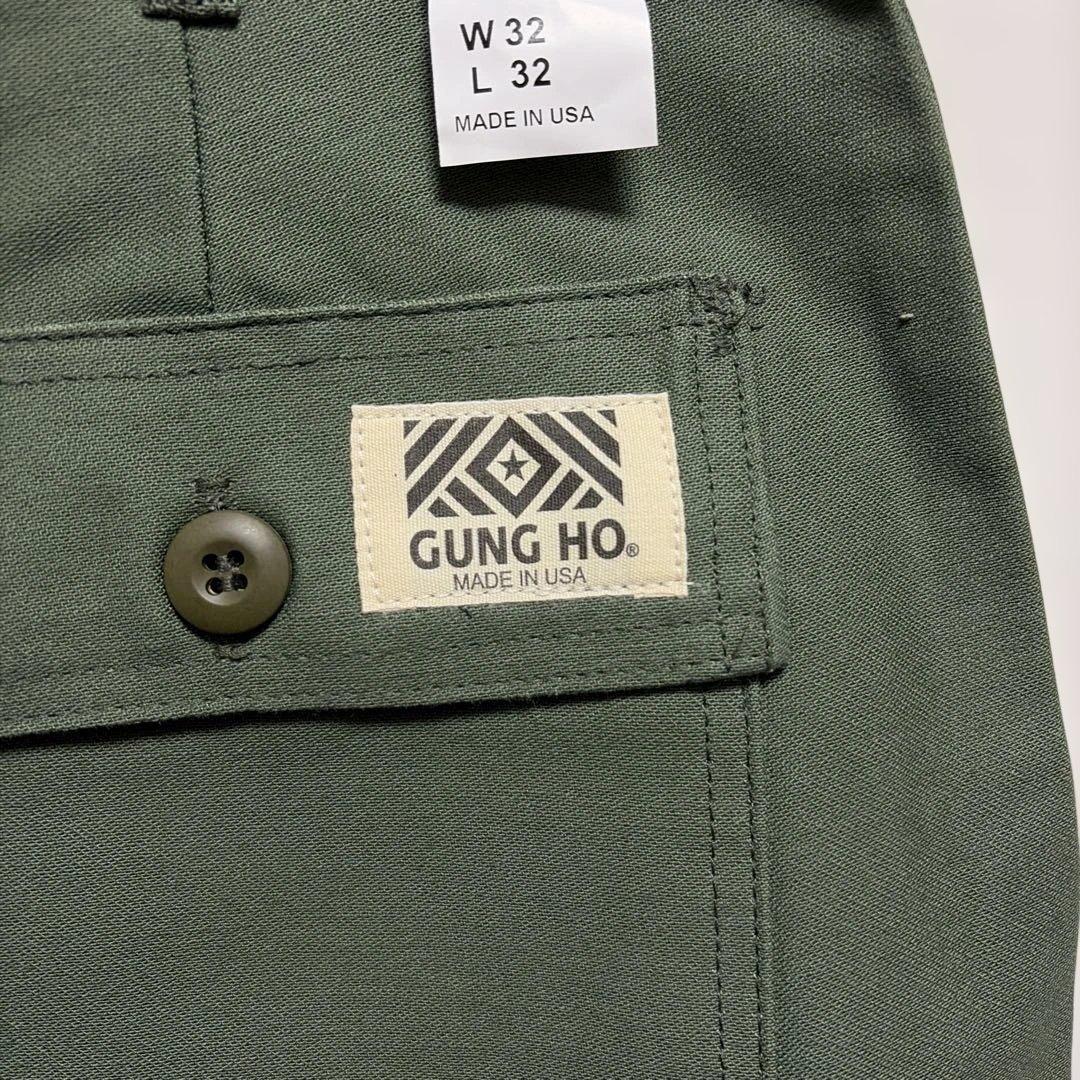 W 32
L 32
MADE IN USA
GUNG HO®
MADE IN USA